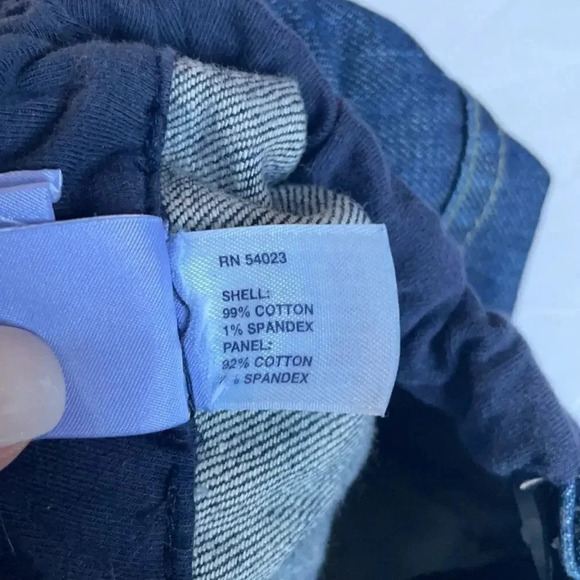 RN 54023
SHELL:
99% COTTON
1% SPANDEX
PANEL:
92% COTTON
% SPANDEX